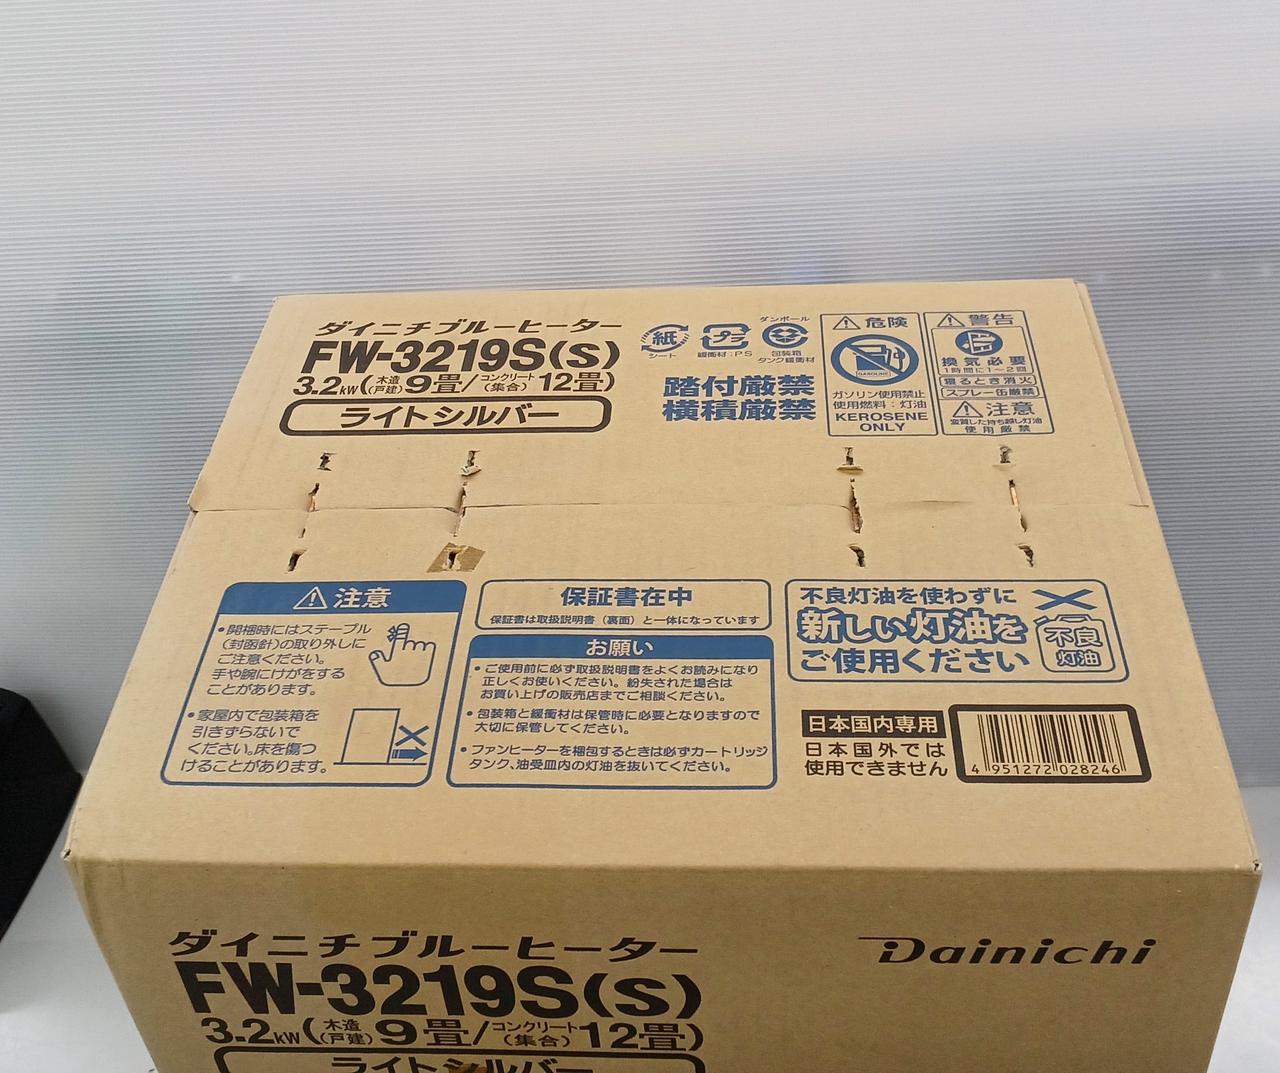 ダイニチブルーヒーター
FW-3219S(S)
3.2kW(木造(戸建)9畳/コンクリート(集合)12畳)
ライトシルバー
紙
シート
プラ
緩衝材:PS
ダンボール
包装箱
タンク緩衝材
踏付厳禁
横積厳禁
危険
GASOLINE
ガソリン使用禁止
使用燃料:灯油
KEROSENE
ONLY
警告
換気必要
1時間に1~2回
寝るとき消火
スプレー缶厳禁
注意
変質した持ち越し灯油
使用厳禁
注意
•開梱時にはステープル
(封函針)の取り外しに
ご注意ください。
手や腕にけがをする
ことがあります。
•家屋内で包装箱を
引きずらないで
ください。床を傷つ
けることがあります。
保証書在中
保証書は取扱説明書(裏面)と一体になっています
お願い
•ご使用前に必ず取扱説明書をよくお読みになり
正しくお使いください。紛失された場合は
お買い上げの販売店までご相談ください。
•包装箱と緩衝材は保管時に必要となりますので
大切に保管してください。
•ファンヒーターを梱包するときは必ずカートリッジ
タンク、油受皿内の灯油を抜いてください。
不良灯油を使わずに
新しい灯油を
ご使用ください
不良
灯油
日本国内専用
日本国外では
使用できません
4 951272 028246
ダイニチブルーヒーター
FW-3219S(S)
3.2kW(木造(戸建)9畳/コンクリート(集合)12畳)
ライトシルバー
Dainichi